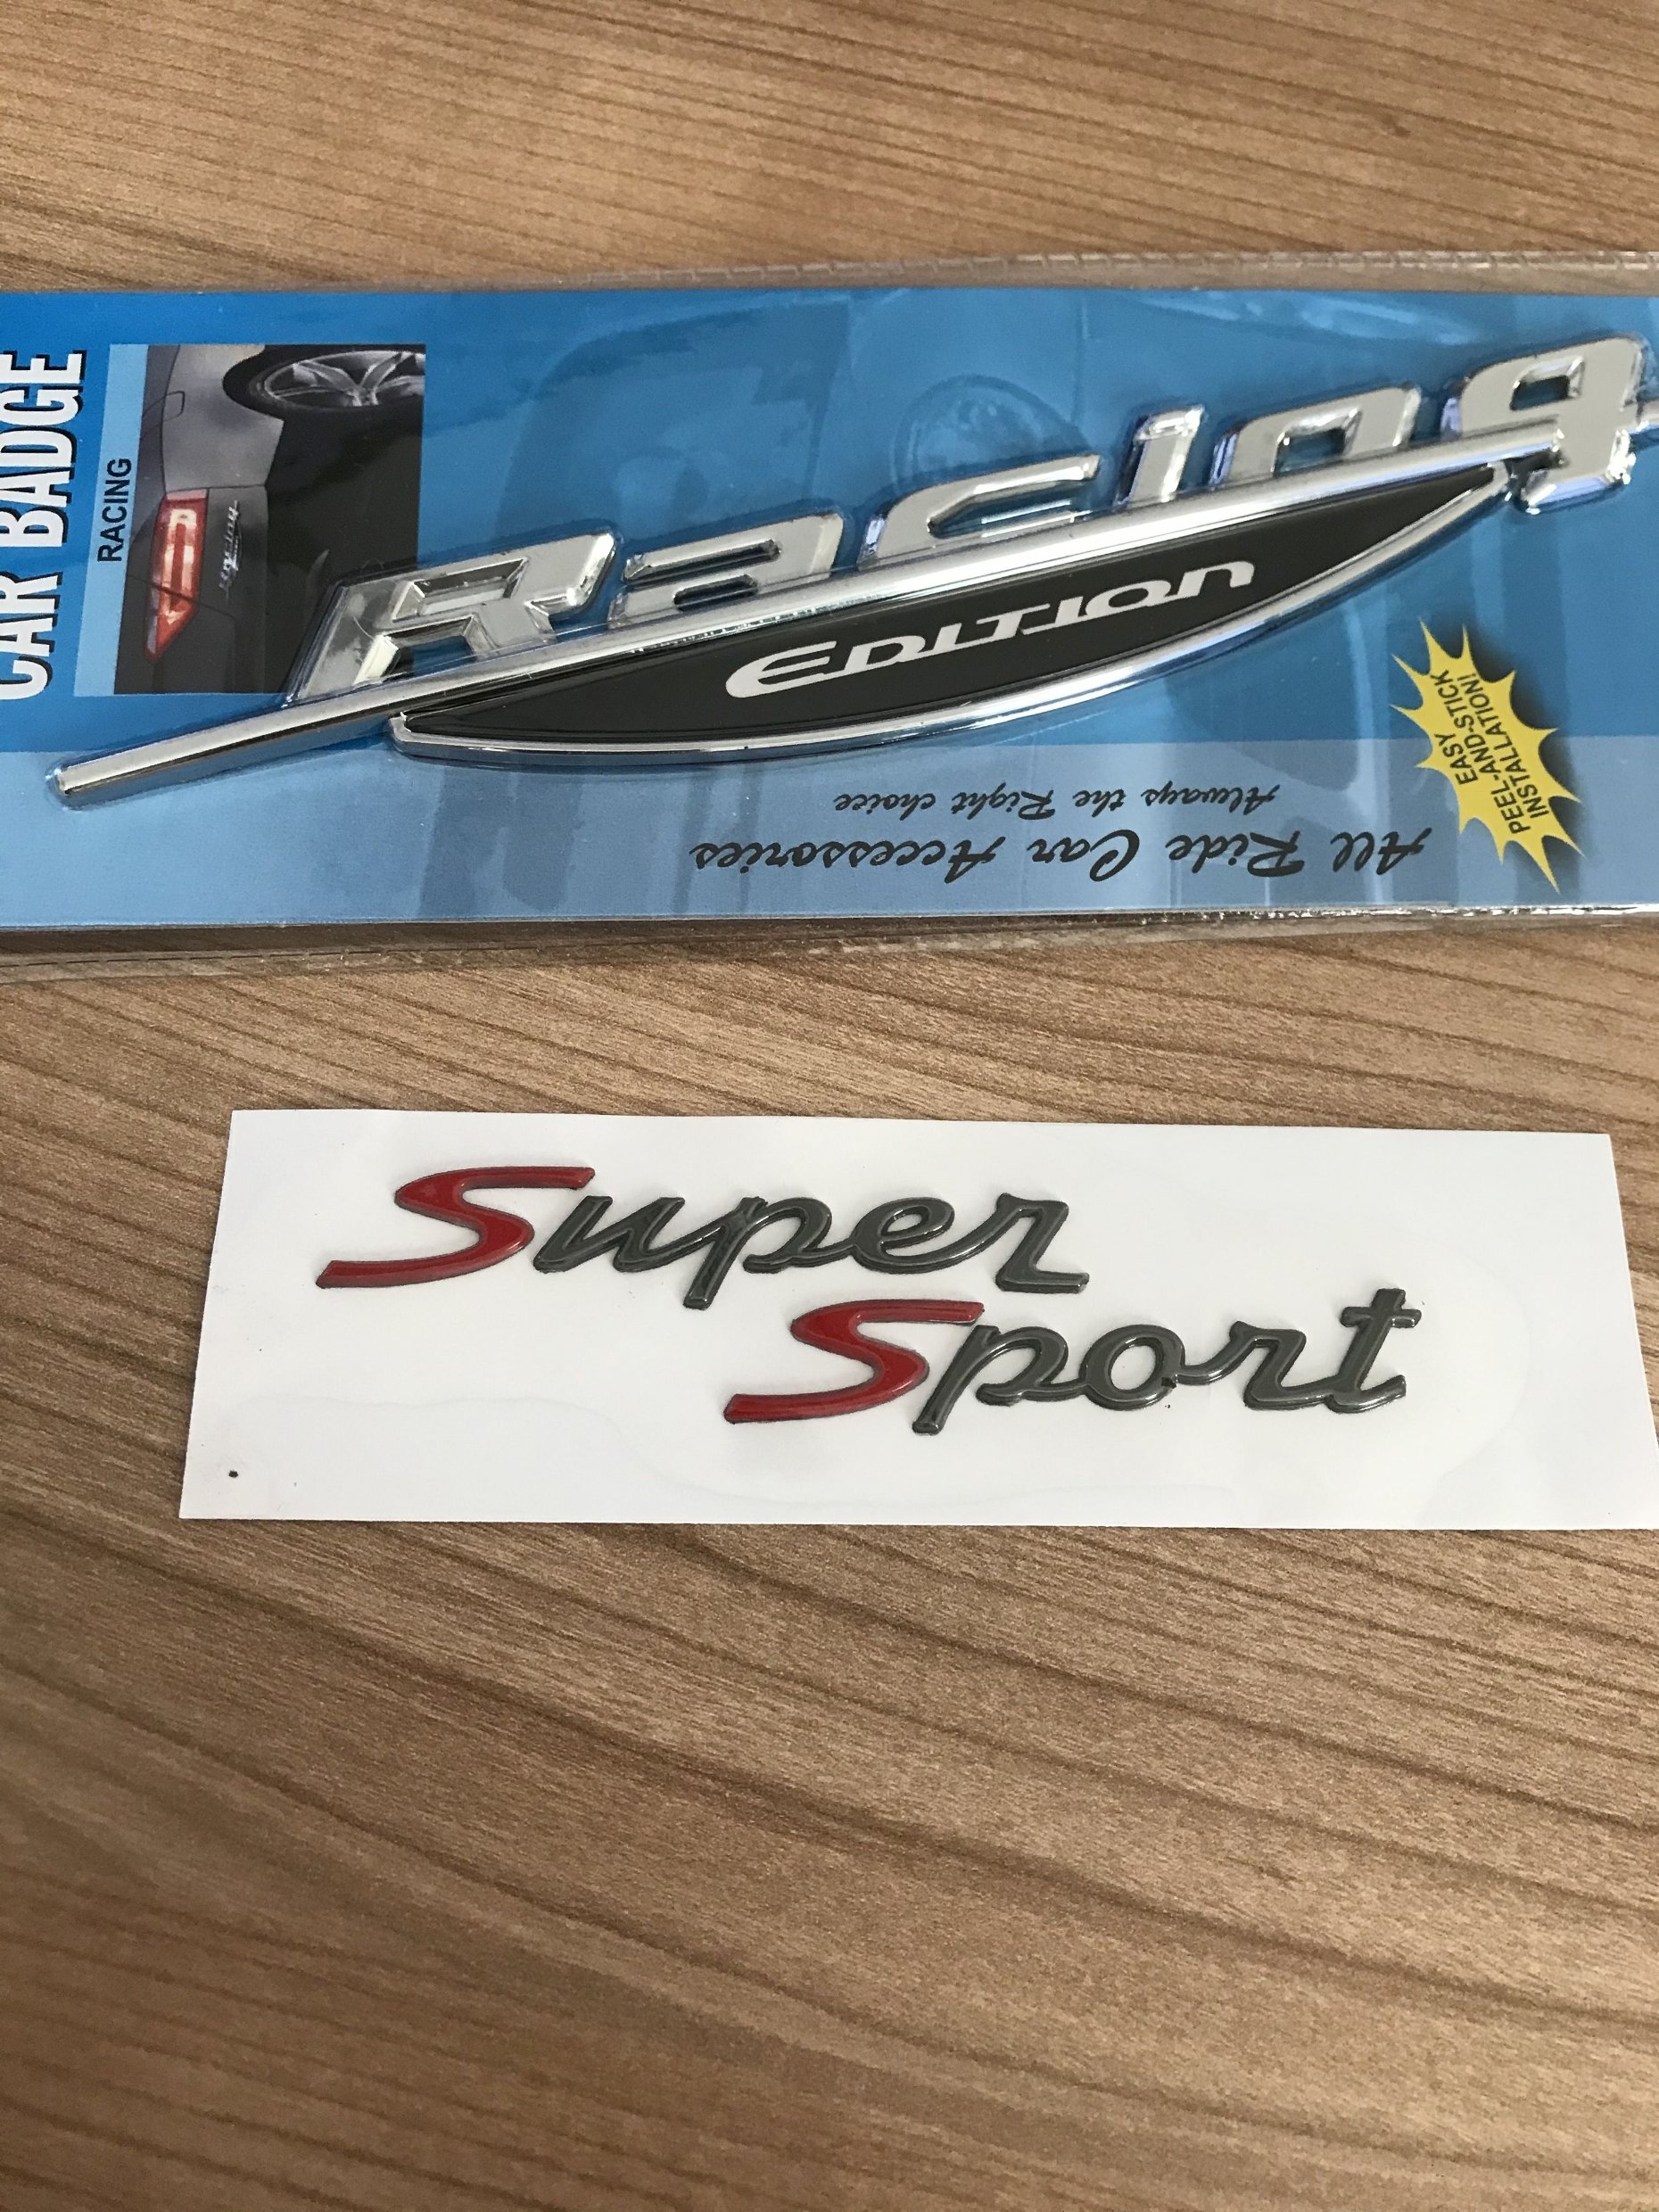 CAR BADGE
RACING
Racing
EDITION
EASY
PEEL-AND-STICK
INSTALLATION!
All Ride Car Accessories
Always the Right choice
Super
Sport